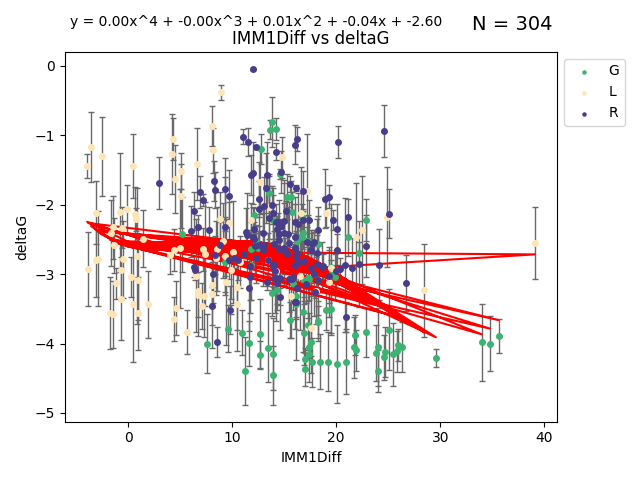 y = 0.00x^4 + -0.00x^3 + 0.01x^2 + -0.04x + -2.60
N = 304
IMM1Diff vs deltaG
G
L
R
0
−1
−2
−3
−4
−5
deltaG
0 10 20 30 40
IMM1Diff